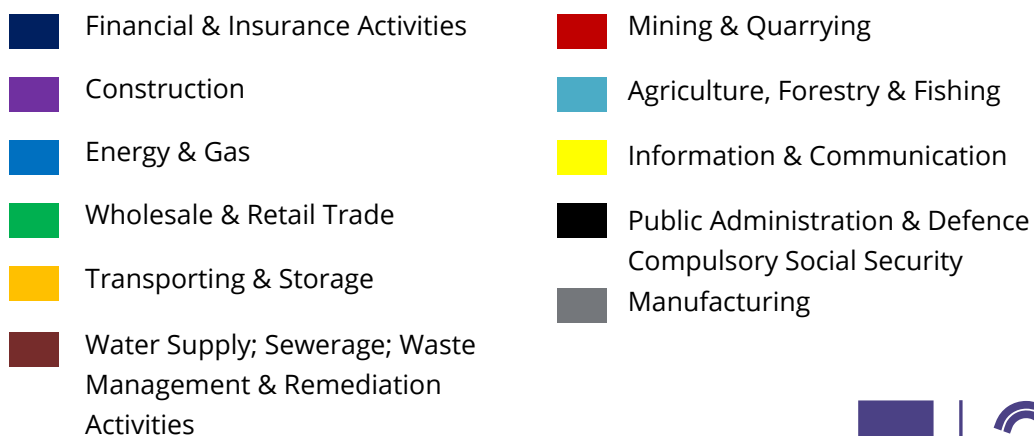 Financial & Insurance Activities
Construction
Energy & Gas
Wholesale & Retail Trade
Transporting & Storage
Water Supply; Sewerage; Waste
Management & Remediation
Activities
Mining & Quarrying
Agriculture, Forestry & Fishing
Information & Communication
Public Administration & Defence
Compulsory Social Security
Manufacturing